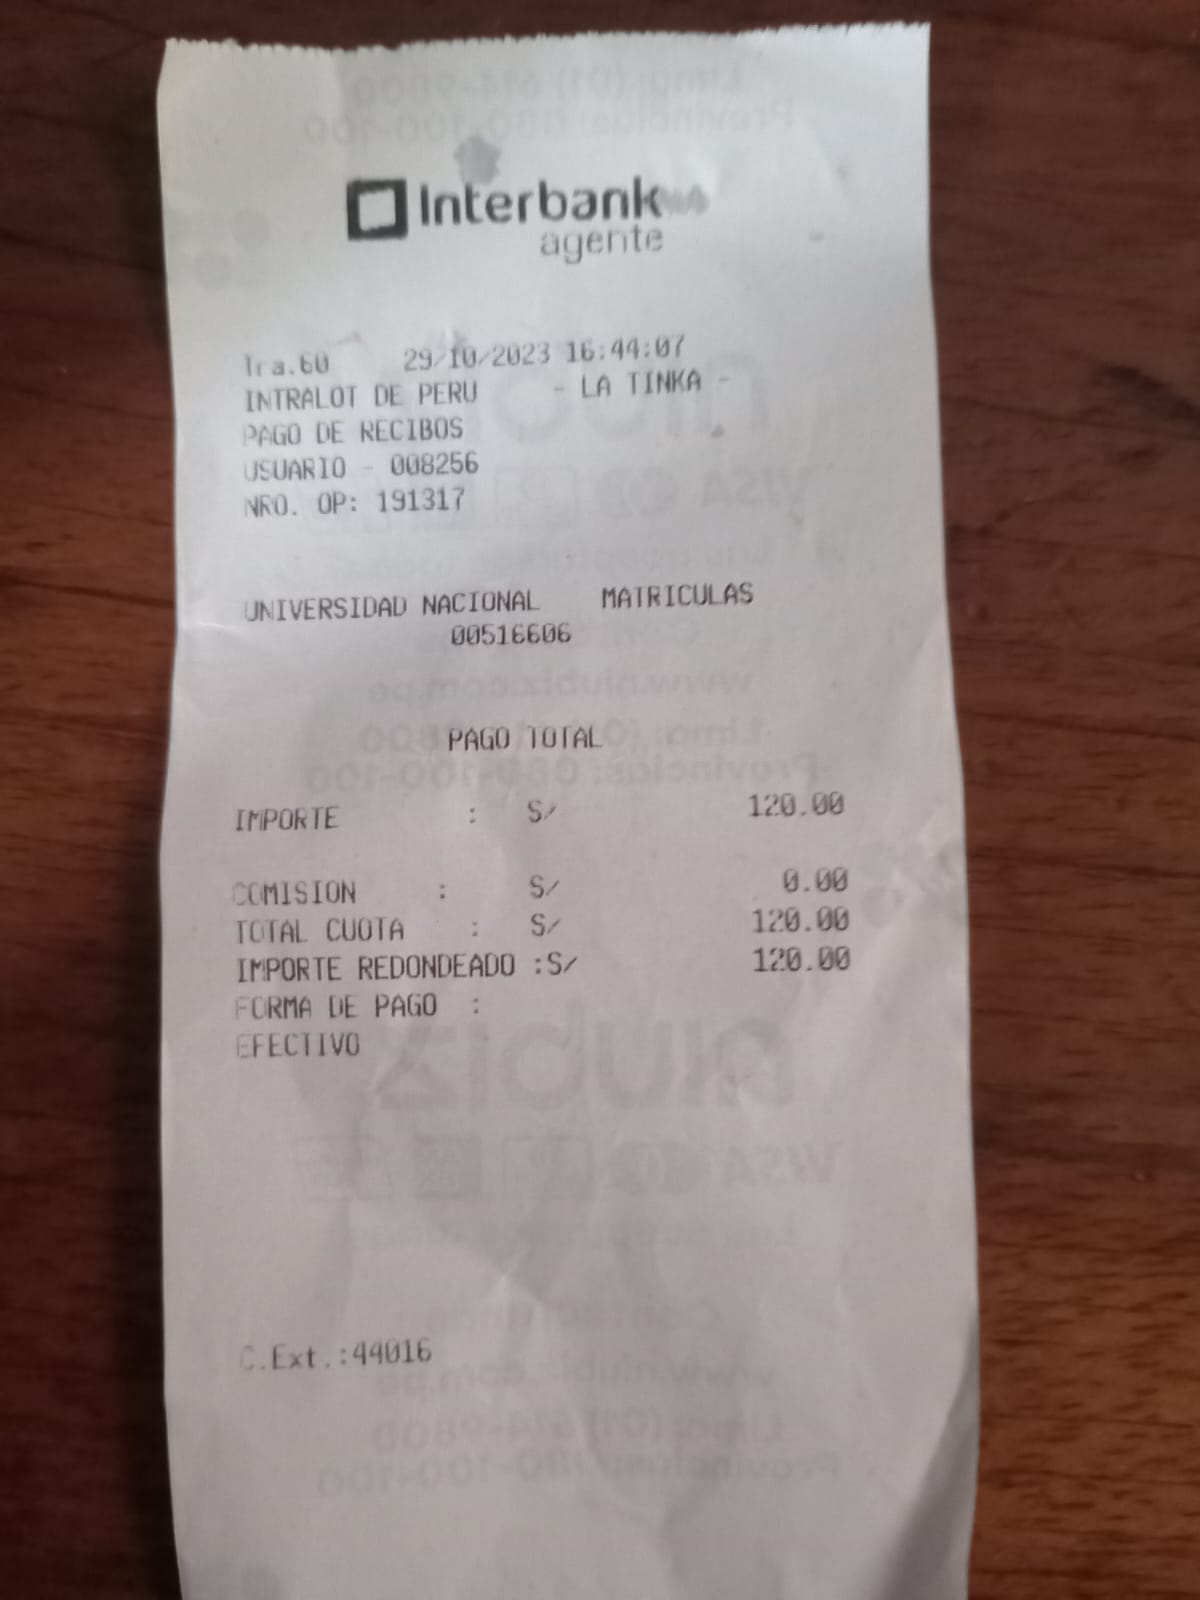 Interbank
agente
Tra.60 29/10/2023 16:44:07
INTRALOT DE PERU - LA TINKA -
PAGO DE RECIBOS
USUARIO - 008256
NRO. OP: 191317
UNIVERSIDAD NACIONAL MATRICULAS
00516606
PAGO TOTAL
IMPORTE : S/ 120.00
COMISION : S/ 0.00
TOTAL CUOTA : S/ 120.00
IMPORTE REDONDEADO :S/ 120.00
FORMA DE PAGO :
EFECTIVO
C.Ext.:44016